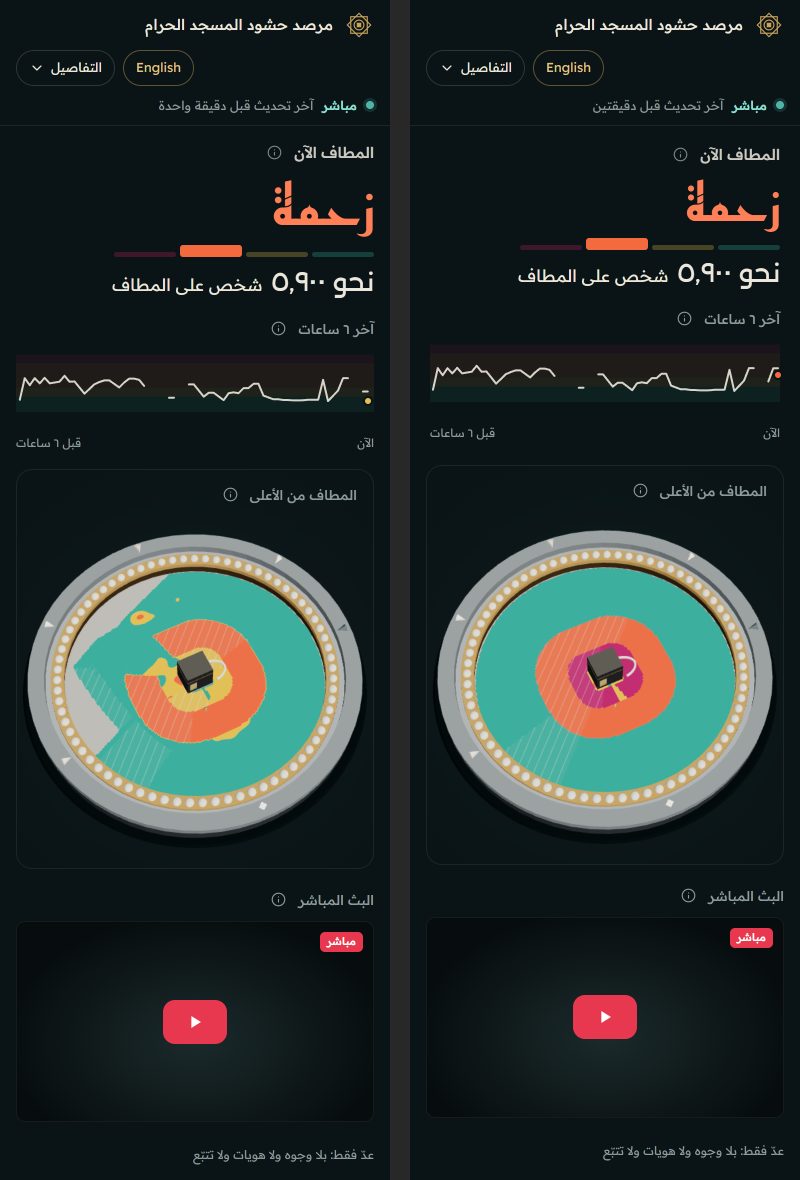 مرصد حشود المسجد الحرام
English
التفاصيل
مباشر آخر تحديث قبل دقيقة واحدة
المطاف الآن
زحمة
نحو ٥,٩٠٠ شخص على المطاف
آخر ٦ ساعات
قبل ٦ ساعات
الآن
المطاف من الأعلى
البث المباشر
مباشر
عدّ فقط: بلا وجوه ولا هويات ولا تتبّع
مرصد حشود المسجد الحرام
English
التفاصيل
مباشر آخر تحديث قبل دقيقتين
المطاف الآن
زحمة
نحو ٥,٩٠٠ شخص على المطاف
آخر ٦ ساعات
قبل ٦ ساعات
الآن
المطاف من الأعلى
البث المباشر
مباشر
عدّ فقط: بلا وجوه ولا هويات ولا تتبّع